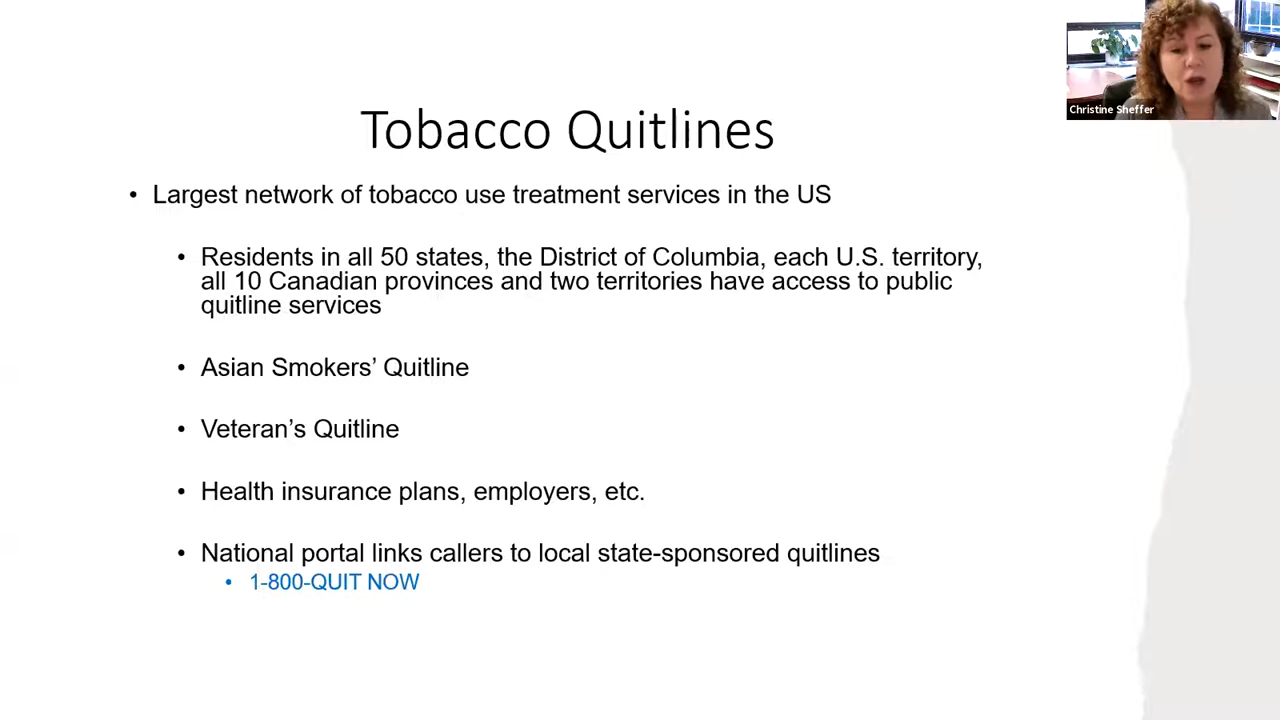 Christine Sheffer
Tobacco Quitlines
• Largest network of tobacco use treatment services in the US
• Residents in all 50 states, the District of Columbia, each U.S. territory,
all 10 Canadian provinces and two territories have access to public
quitline services
• Asian Smokers’ Quitline
• Veteran’s Quitline
• Health insurance plans, employers, etc.
• National portal links callers to local state-sponsored quitlines
• 1-800-QUIT NOW